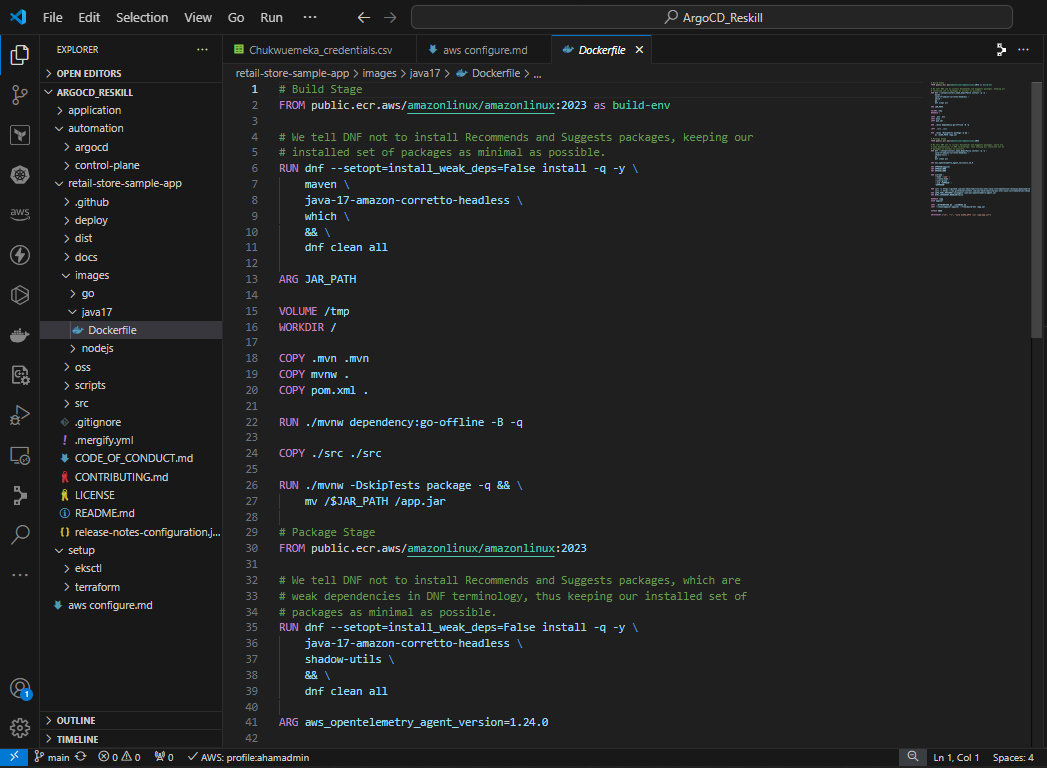 File Edit Selection View Go Run ··· ArgoCD_Reskill
EXPLORER ···
OPEN EDITORS
ARGOCD_RESKILL
application
automation
argocd
control-plane
retail-store-sample-app
.github
deploy
dist
docs
images
go
java17
Dockerfile
nodejs
oss
scripts
src
.gitignore
.mergify.yml
CODE_OF_CONDUCT.md
CONTRIBUTING.md
LICENSE
README.md
release-notes-configuration.j...
setup
eksctl
terraform
aws configure.md
OUTLINE
TIMELINE
aws
1
Chukwuemeka_credentials.csv aws configure.md Dockerfile
retail-store-sample-app > images > java17 > Dockerfile > ...
1 # Build Stage
2 FROM public.ecr.aws/amazonlinux/amazonlinux:2023 as build-env
3
4 # We tell DNF not to install Recommends and Suggests packages, keeping our
5 # installed set of packages as minimal as possible.
6 RUN dnf --setopt=install_weak_deps=False install -q -y \
7 maven \
8 java-17-amazon-corretto-headless \
9 which \
10 && \
11 dnf clean all
12
13 ARG JAR_PATH
14
15 VOLUME /tmp
16 WORKDIR /
17
18 COPY .mvn .mvn
19 COPY mvnw .
20 COPY pom.xml .
21
22 RUN ./mvnw dependency:go-offline -B -q
23
24 COPY ./src ./src
25
26 RUN ./mvnw -DskipTests package -q && \
27 mv /$JAR_PATH /app.jar
28
29 # Package Stage
30 FROM public.ecr.aws/amazonlinux/amazonlinux:2023
31
32 # We tell DNF not to install Recommends and Suggests packages, which are
33 # weak dependencies in DNF terminology, thus keeping our installed set of
34 # packages as minimal as possible.
35 RUN dnf --setopt=install_weak_deps=False install -q -y \
36 java-17-amazon-corretto-headless \
37 shadow-utils \
38 && \
39 dnf clean all
40
41 ARG aws_opentelemetry_agent_version=1.24.0
42
main 0 0 0 AWS: profile:ahamadmin Ln 1, Col 1 Spaces: 4